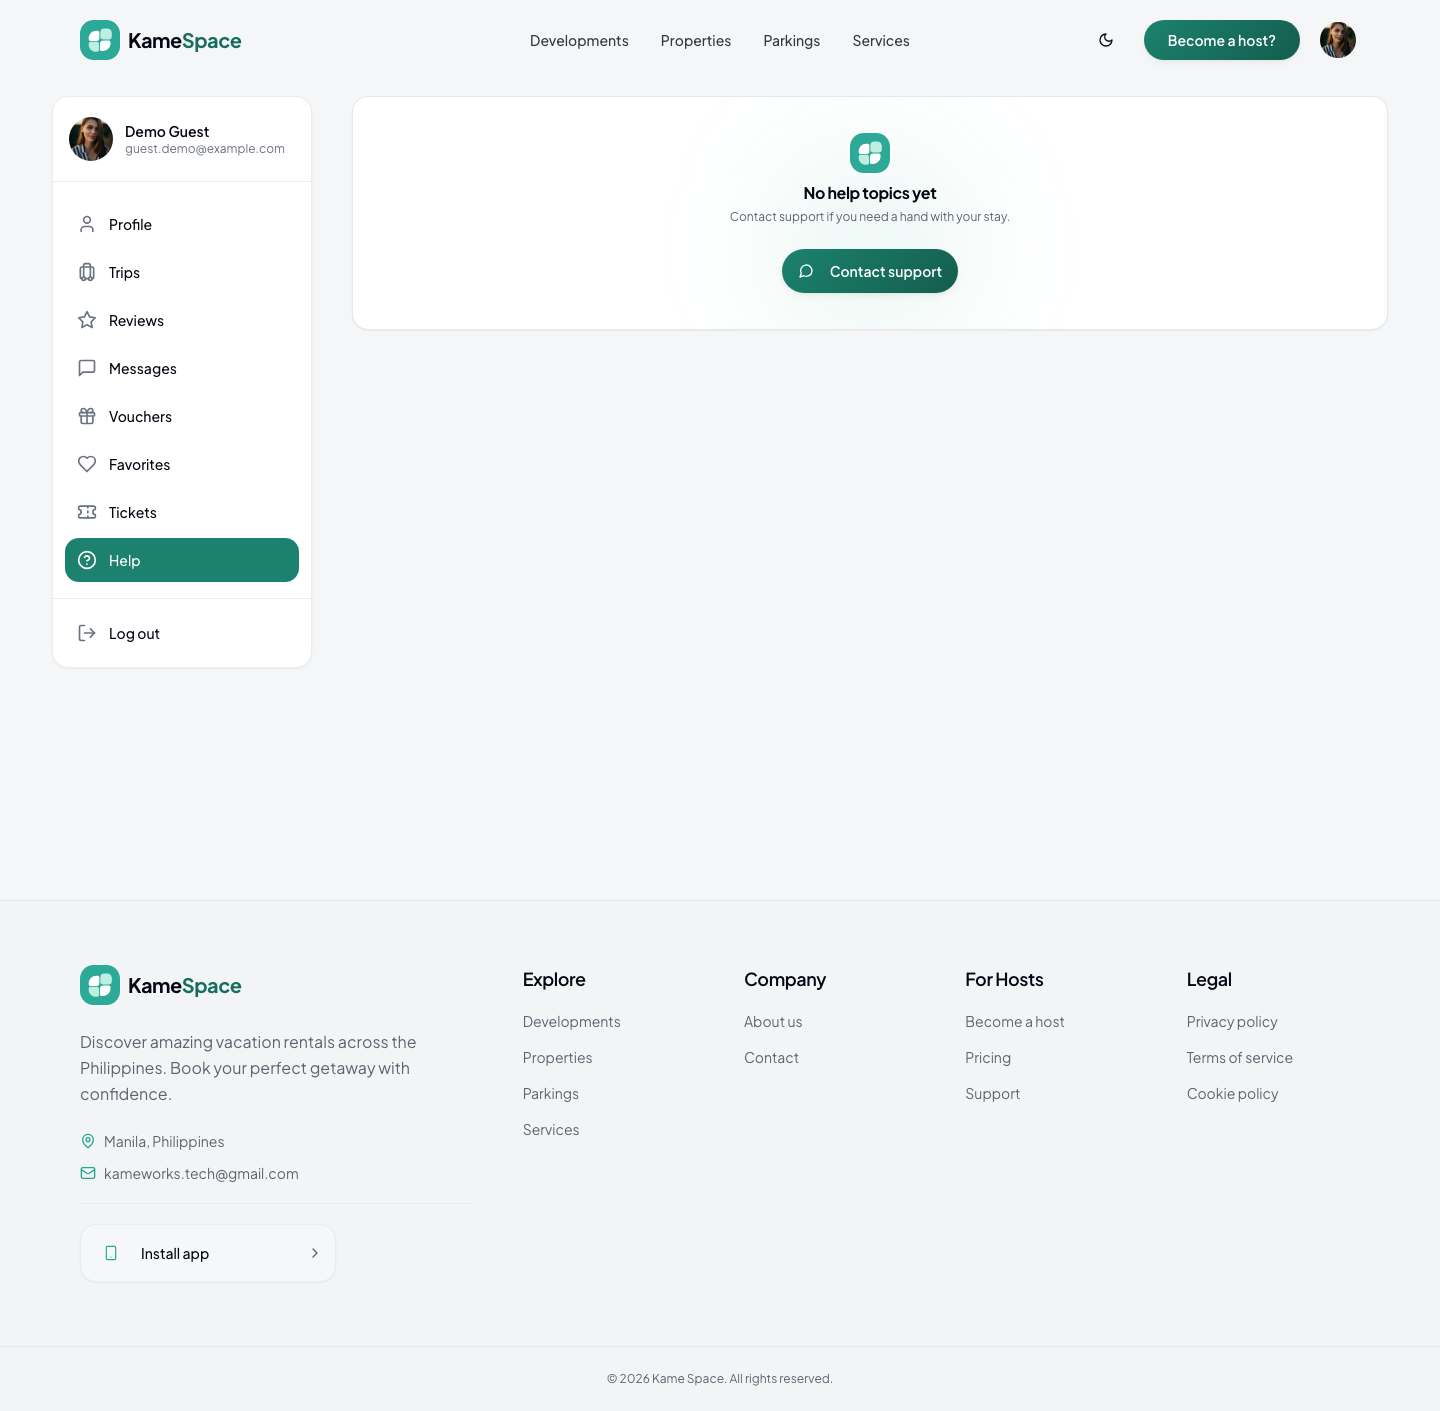 KameSpace
Developments
Properties
Parkings
Services
Become a host?
Demo Guest
guest.demo@example.com
Profile
Trips
Reviews
Messages
Vouchers
Favorites
Tickets
Help
Log out
No help topics yet
Contact support if you need a hand with your stay.
Contact support
KameSpace
Discover amazing vacation rentals across the
Philippines. Book your perfect getaway with
confidence.
Manila, Philippines
kameworks.tech@gmail.com
Install app
Explore
Developments
Properties
Parkings
Services
Company
About us
Contact
For Hosts
Become a host
Pricing
Support
Legal
Privacy policy
Terms of service
Cookie policy
© 2026 Kame Space. All rights reserved.